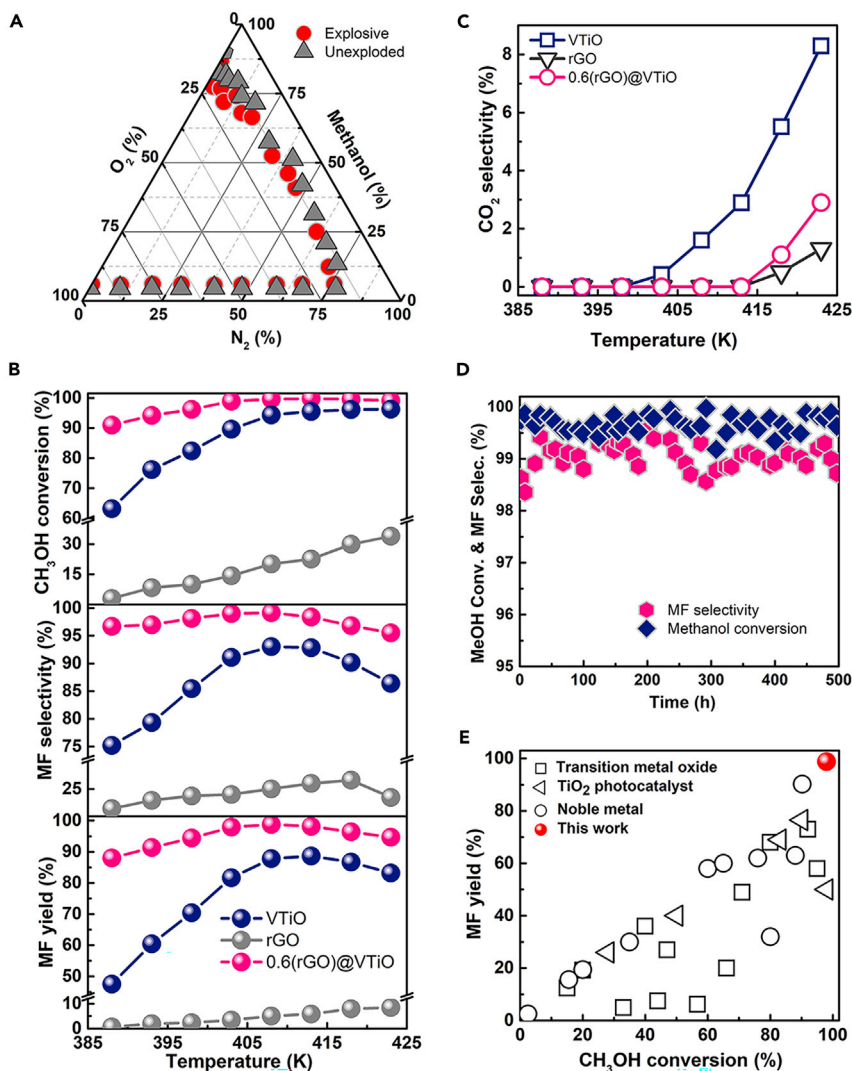 A
Explosive
Unexploded
0
100
25
75
50
50
75
25
100
0
0
25
50
75
100
O2 (%)
Methanol (%)
N2 (%)
C
VTiO
rGO
0.6(rGO)@VTiO
CO2 selectivity (%)
8
6
4
2
0
385
395
405
415
425
Temperature (K)
B
CH3OH conversion (%)
100
90
80
70
60
30
15
MF selectivity (%)
100
95
90
85
80
75
25
MF yield (%)
100
90
80
70
60
50
10
0
VTiO
rGO
0.6(rGO)@VTiO
385
395
405
415
425
Temperature (K)
D
MeOH Conv. & MF Selec. (%)
100
99
98
97
96
95
MF selectivity
Methanol conversion
0
100
200
300
400
500
Time (h)
E
MF yield (%)
100
80
60
40
20
0
Transition metal oxide
TiO2 photocatalyst
Noble metal
This work
0
20
40
60
80
100
CH3OH conversion (%)